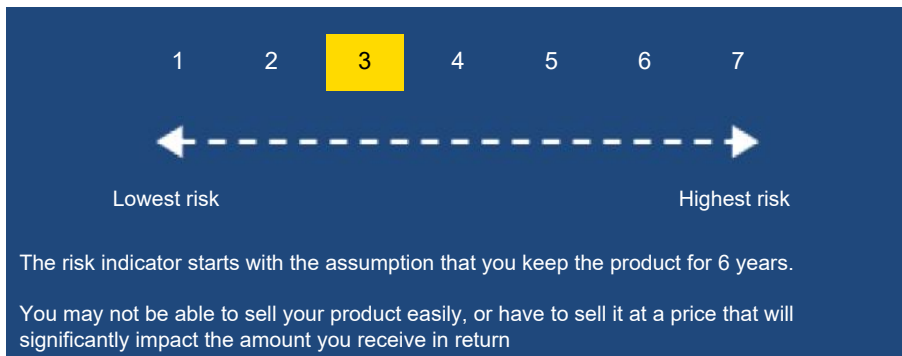 1 2 3 4 5 6 7
Lowest risk Highest risk
The risk indicator starts with the assumption that you keep the product for 6 years.
You may not be able to sell your product easily, or have to sell it at a price that will
significantly impact the amount you receive in return